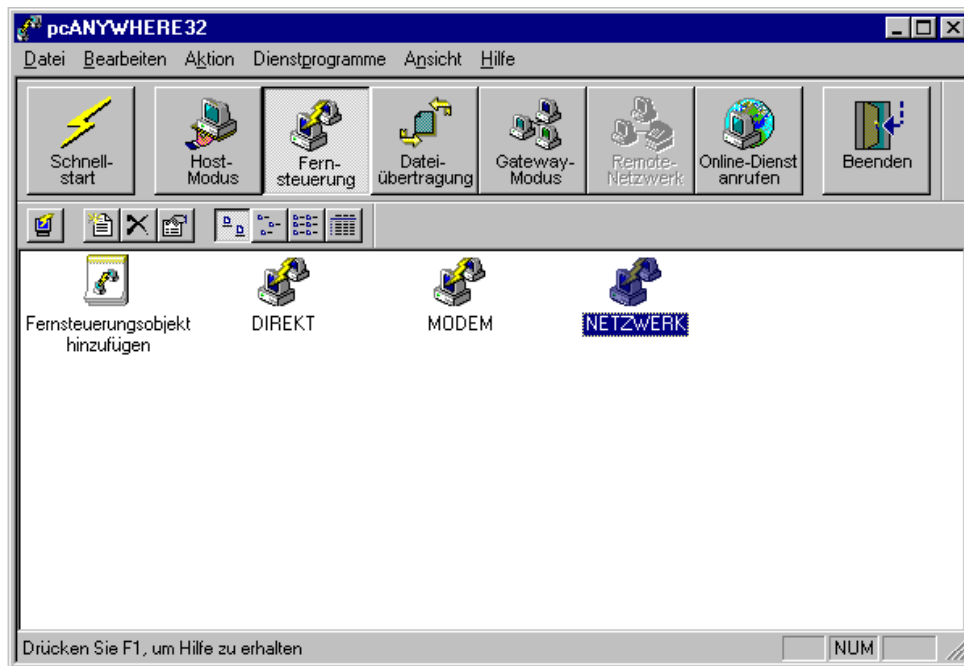 pcANYWHERE32
Datei Bearbeiten Aktion Dienstprogramme Ansicht Hilfe
Schnell-
start
Host-
Modus
Fern-
steuerung
Datei-
übertragung
Gateway-
Modus
Remote-
Netzwerk
Online-Dienst
anrufen
Beenden
Fernsteuerungsobjekt
hinzufügen
DIREKT
MODEM
NETZWERK
Drücken Sie F1, um Hilfe zu erhalten
NUM